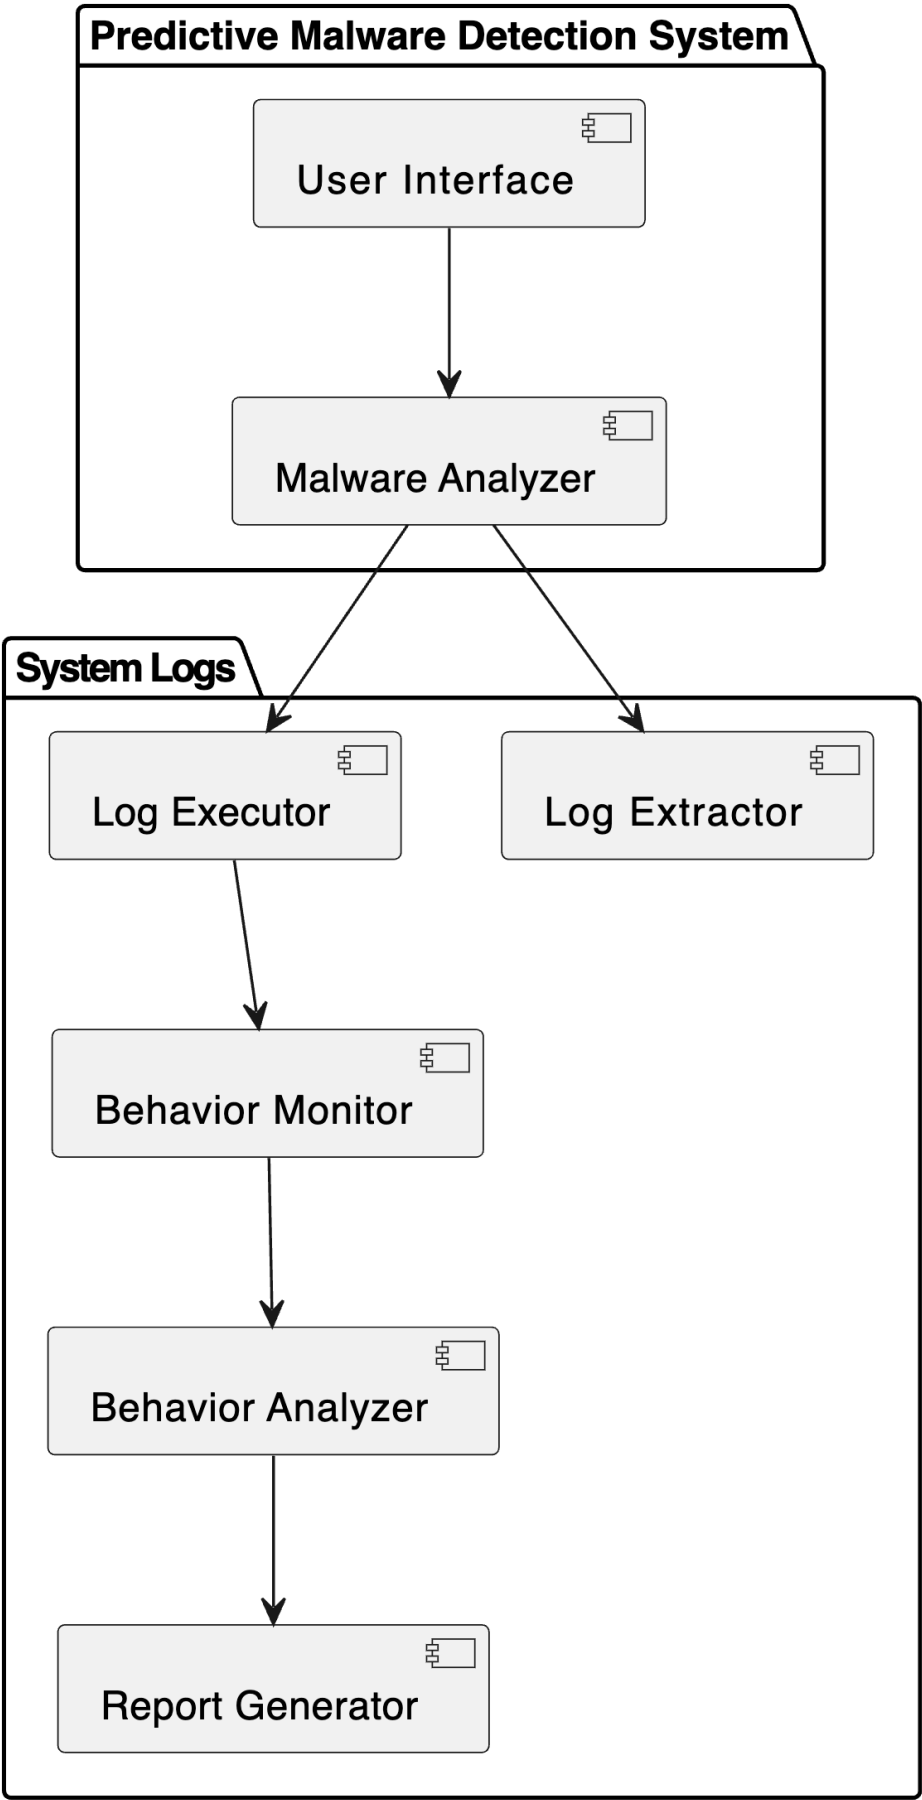 Predictive Malware Detection System
User Interface
Malware Analyzer
System Logs
Log Executor
Log Extractor
Behavior Monitor
Behavior Analyzer
Report Generator